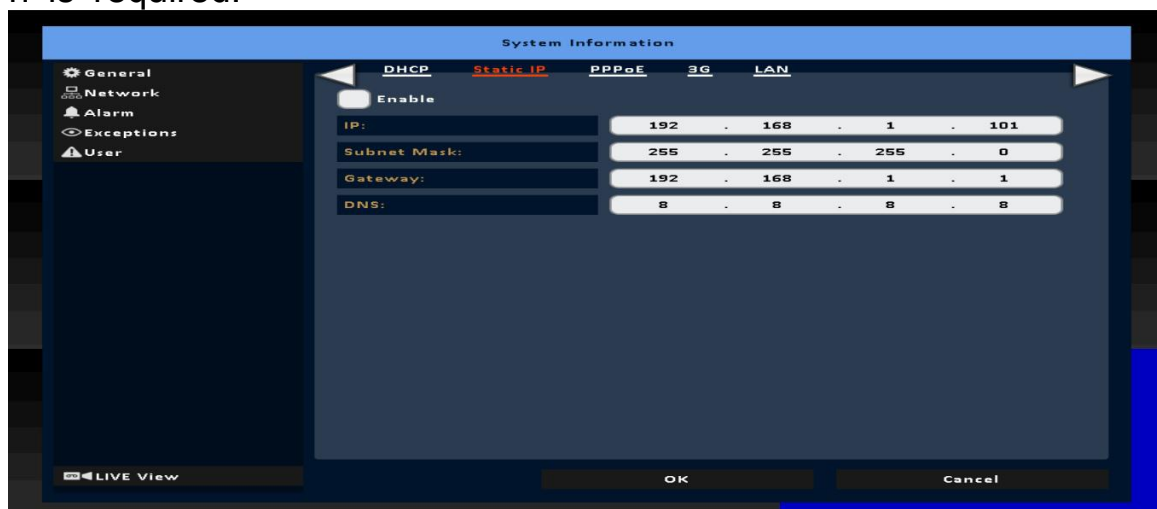 is required.
System Information
General
Network
Alarm
Exceptions
User
LIVE View
DHCP Static IP PPPoE 3G LAN
Enable
IP: 192 . 168 . 1 . 101
Subnet Mask: 255 . 255 . 255 . 0
Gateway: 192 . 168 . 1 . 1
DNS: 8 . 8 . 8 . 8
OK Cancel